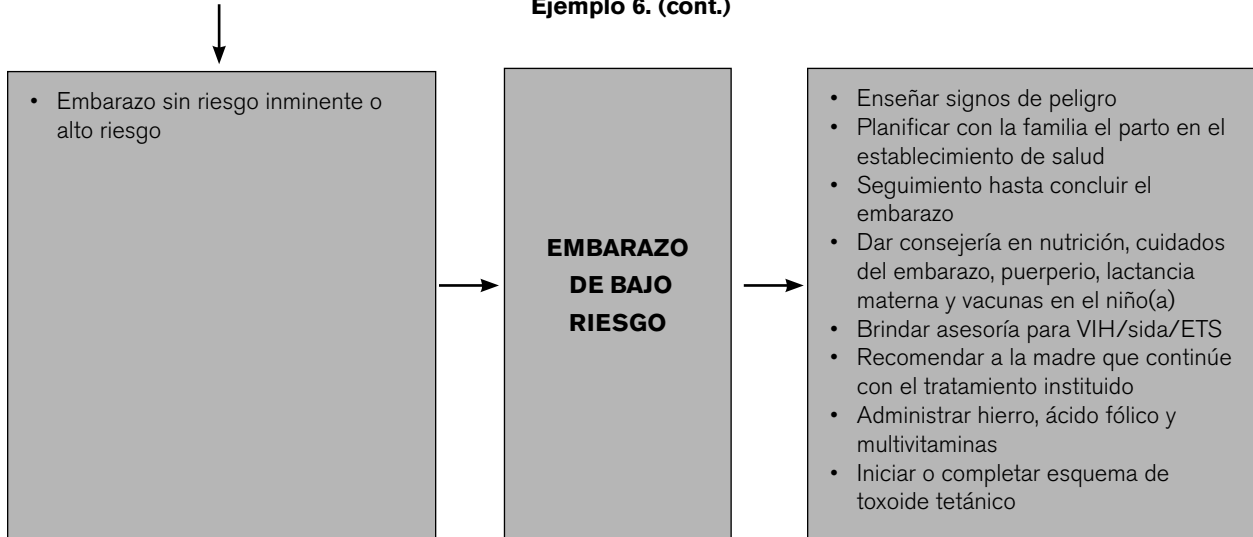 Ejemplo 6. (cont.)
• Embarazo sin riesgo inminente o
alto riesgo
EMBARAZO
DE BAJO
RIESGO
• Enseñar signos de peligro
• Planificar con la familia el parto en el
establecimiento de salud
• Seguimiento hasta concluir el
embarazo
• Dar consejería en nutrición, cuidados
del embarazo, puerperio, lactancia
materna y vacunas en el niño(a)
• Brindar asesoría para VIH/sida/ETS
• Recomendar a la madre que continúe
con el tratamiento instituido
• Administrar hierro, ácido fólico y
multivitaminas
• Iniciar o completar esquema de
toxoide tetánico